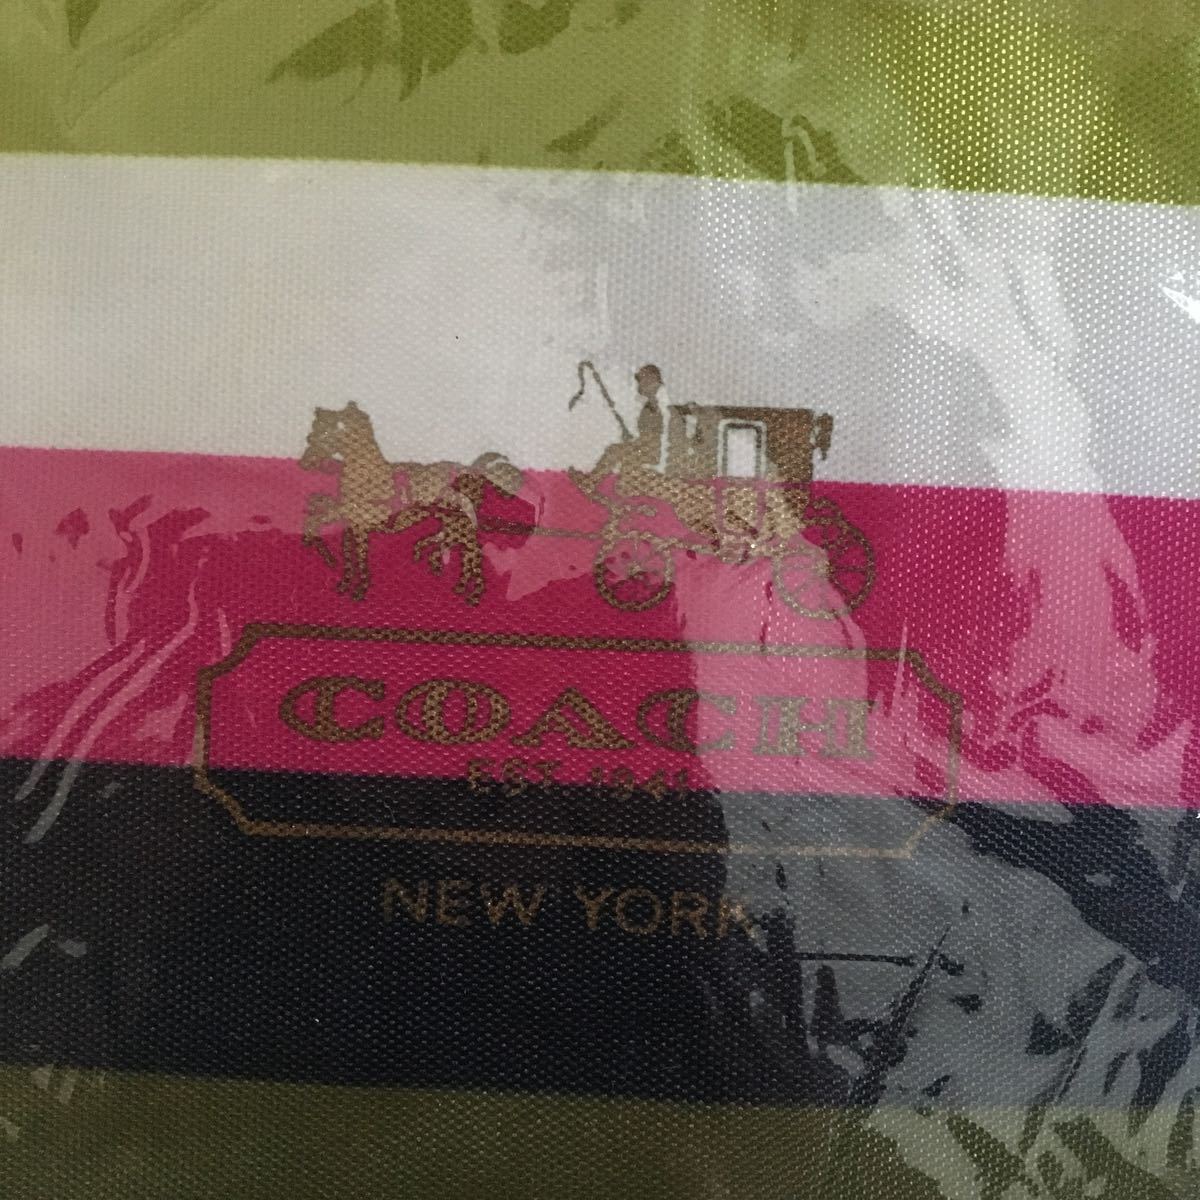 COACH
EST. 1941
NEW YORK